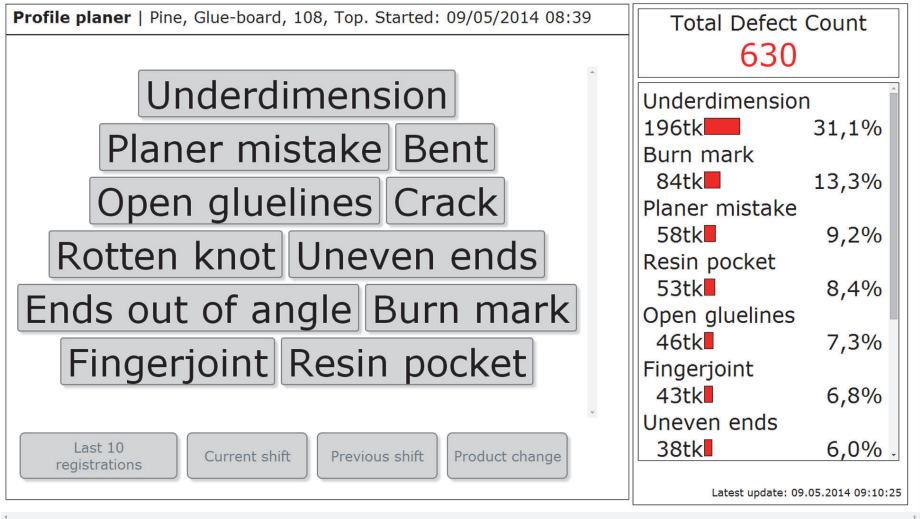 Profile planer | Pine, Glue-board, 108, Top. Started: 09/05/2014 08:39
Underdimension
Planer mistake Bent
Open gluelines Crack
Rotten knot Uneven ends
Ends out of angle Burn mark
Fingerjoint Resin pocket
Last 10
registrations
Current shift Previous shift Product change
Total Defect Count
630
Underdimension
196tk 31,1%
Burn mark
84tk 13,3%
Planer mistake
58tk 9,2%
Resin pocket
53tk 8,4%
Open gluelines
46tk 7,3%
Fingerjoint
43tk 6,8%
Uneven ends
38tk 6,0%
Latest update: 09.05.2014 09:10:25